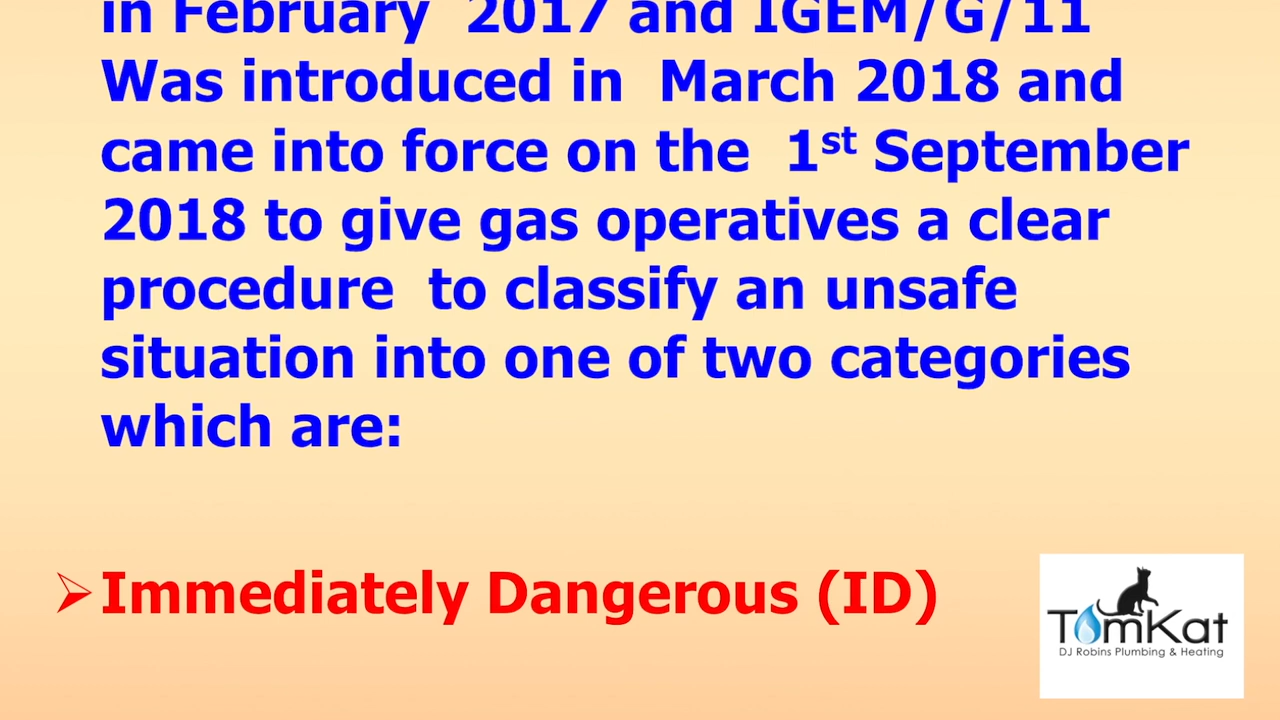 in February  2017 and IGEM/G/11
Was introduced in  March 2018 and
came into force on the  1st September
2018 to give gas operatives a clear
procedure  to classify an unsafe
situation into one of two categories
which are:
➢Immediately Dangerous (ID)
TomKat
DJ Robins Plumbing & Heating